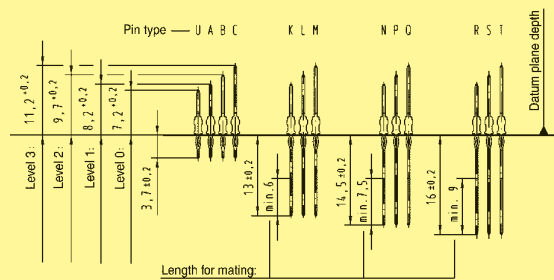 Pin type — U A B C K L M N P Q R S T
Datum plane depth
Level 3: 11,2 +0,2
Level 2: 9,7 +0,2
Level 1: 8,2 +0,2
Level 0: 7,2 +0,2
3,7 ±0,2
13 ±0,2
min.6
14,5 ±0,2
min.7,5
16 ±0,2
min. 9
Length for mating: